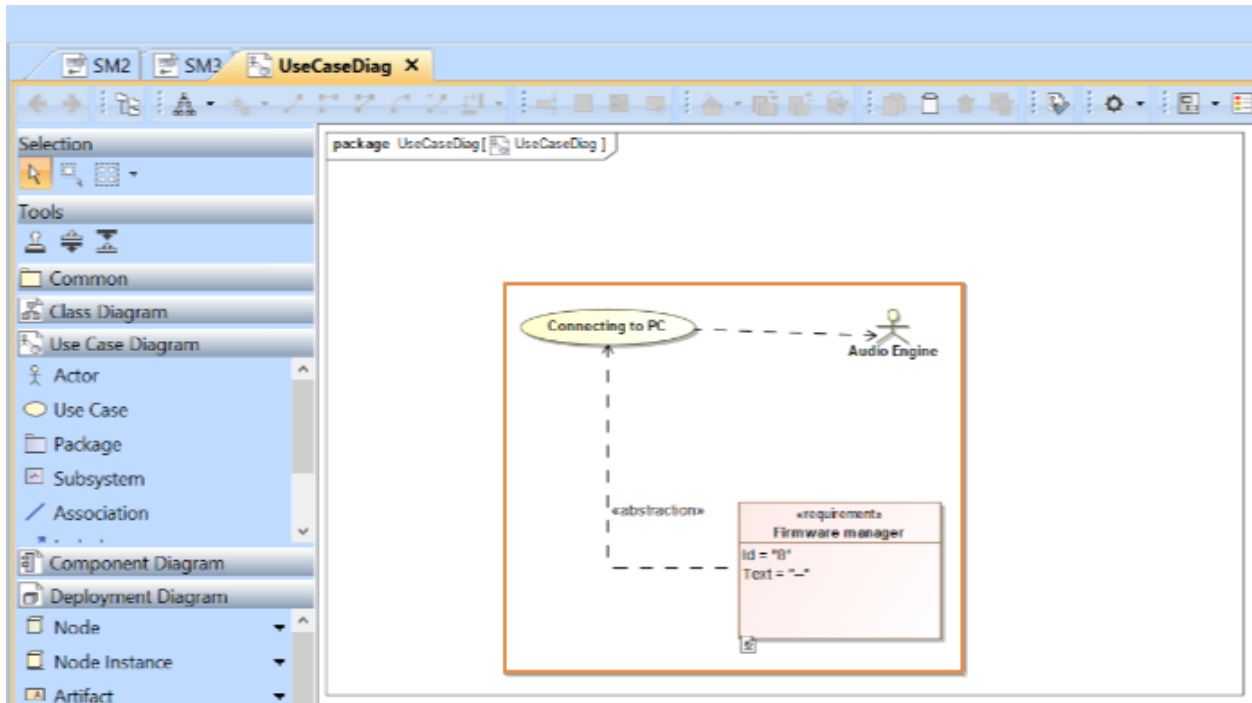 SM2
SM3
UseCaseDiag X
Selection
package UseCaseDiag[ UseCaseDiag ]
Tools
Common
Class Diagram
Use Case Diagram
Actor
Use Case
Package
Subsystem
Association
Component Diagram
Deployment Diagram
Node
Node Instance
Artifact
Connecting to PC
Audio Engine
«abstraction»
«requirement»
Firmware manager
Id = "8"
Text = "--"